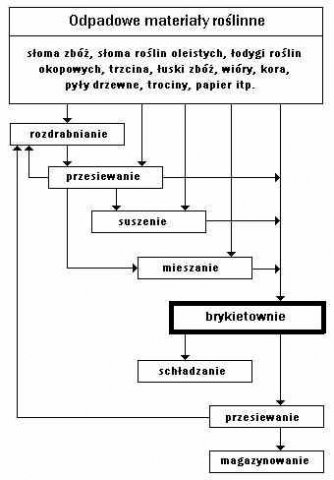 Odpadowe materiały roślinne
słoma zbóż, słoma roślin oleistych, łodygi roślin
okopowych, trzcina, łuski zbóż, wióry, kora,
pyły drzewne, trociny, papier itp.
rozdrabnianie
przesiewanie
suszenie
mieszanie
brykietownie
schładzanie
przesiewanie
magazynowanie